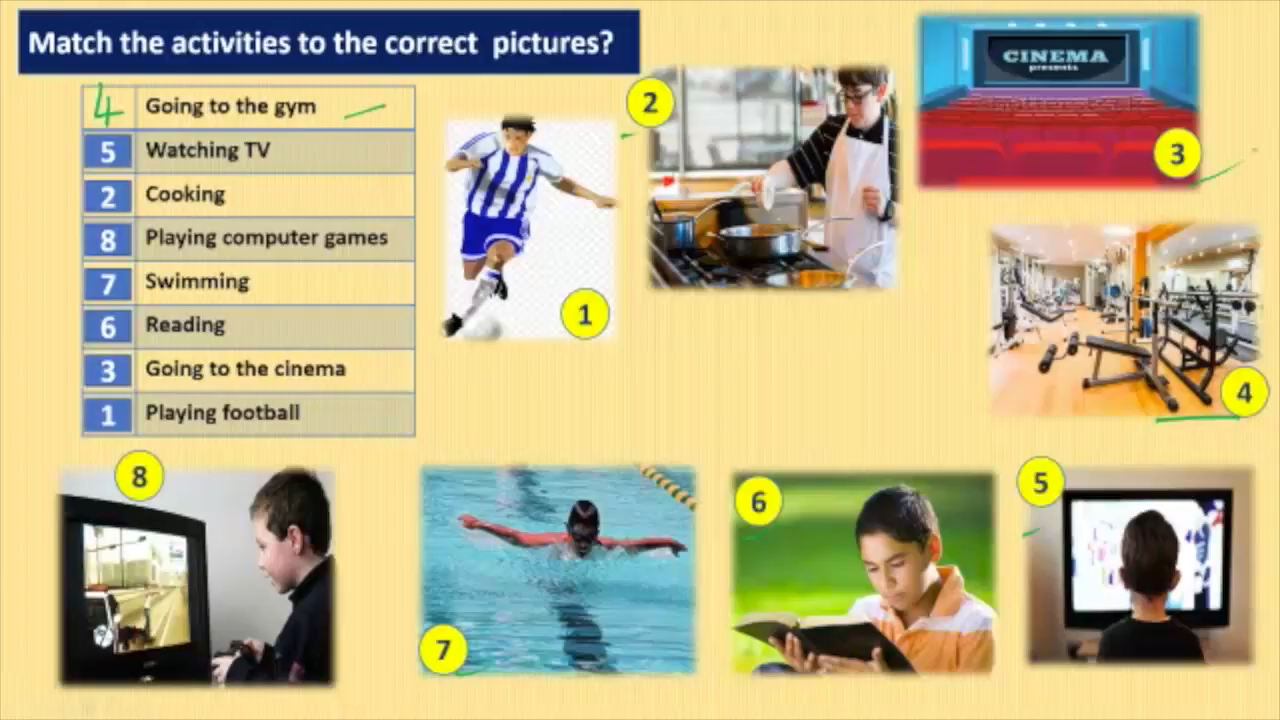 Match the activities to the correct pictures?
4 Going to the gym
5 Watching TV
2 Cooking
8 Playing computer games
7 Swimming
6 Reading
3 Going to the cinema
1 Playing football
1
2
CINEMA
presents
3
4
8
7
6
5